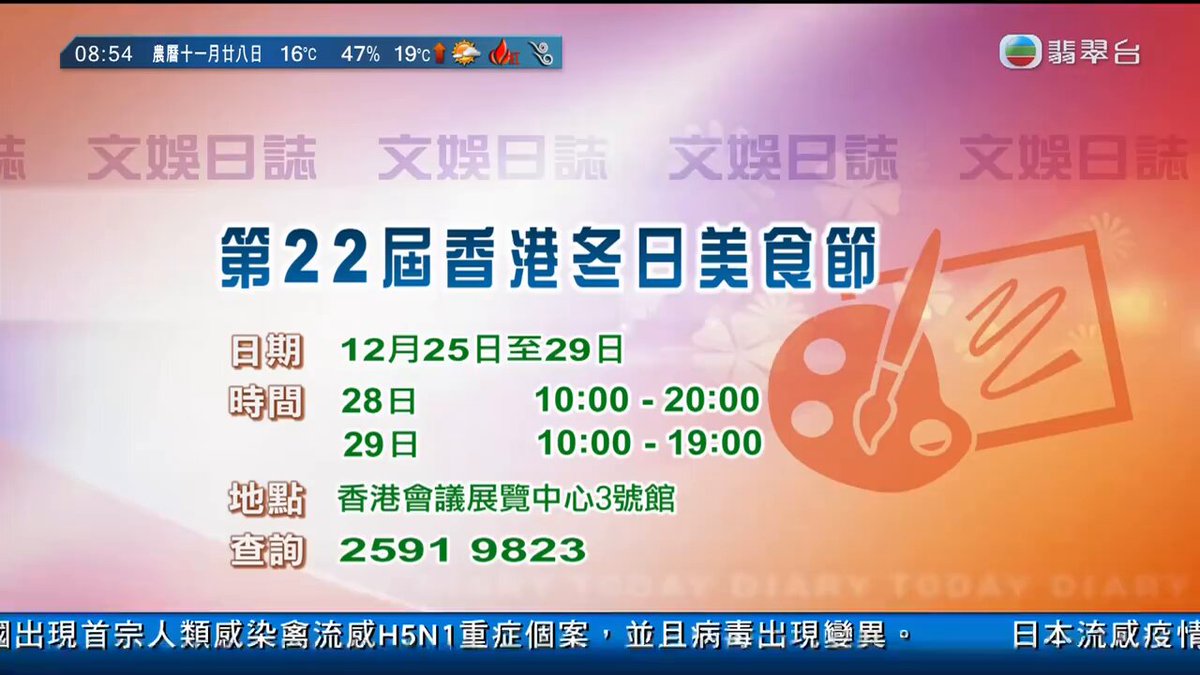 08:54 農曆十一月廿八日 16°C 47% 19°C
翡翠台
誌 文娛日誌 文娛日誌 文娛日誌 文娛日誌
第22屆香港冬日美食節
日期 12月25日至29日
時間 28日 10:00 - 20:00
29日 10:00 - 19:00
地點 香港會議展覽中心3號館
查詢 2591 9823
DIARY TODAY DIARY TODAY DIARY
國出現首宗人類感染禽流感H5N1重症個案，並且病毒出現變異。 日本流感疫情